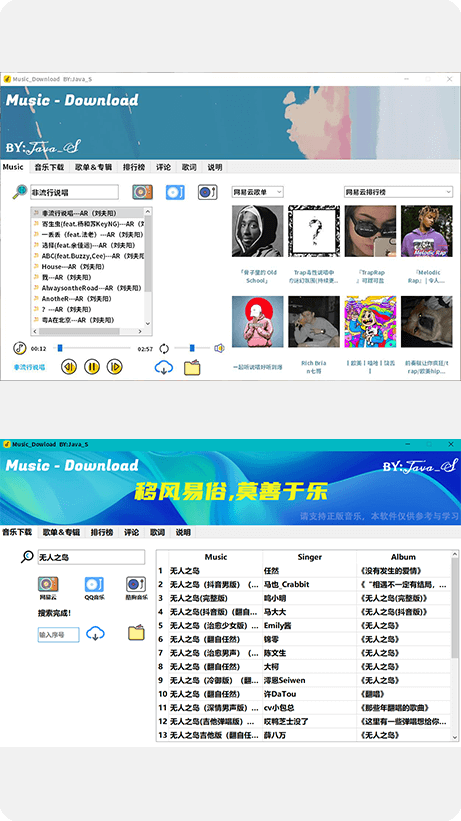 Music_Download BY:Java_S
Music - Download
BY:Java_S
Music 音乐下载 歌单&专辑 排行榜 评论 歌词 说明
非流行说唱
网易云歌单 网易云排行榜
非流行说唱---AR（刘夫阳）
寄生虫(feat.杨和苏KeyNG)---AR（刘
一丢丢 (feat.法老) ---AR（刘夫阳）
选择(feat.余佳运)---AR（刘夫阳）
ABC(feat.Buzzy,Cee)---AR（刘夫阳）
House---AR（刘夫阳）
我---AR（刘夫阳）
AlwaysontheRoad---AR（刘夫阳）
AnotheR---AR（刘夫阳）
？---AR（刘夫阳）
粤A在北京---AR（刘夫阳）
Melodic Rap
「骨子里的 Old School」
Trap
「TrapRap
「Melodic Rap」
Rich Bria
00:12 02:57
非流行说唱
Music_Dowload BY:Java_S
Music - Download
BY:Java_S
移风易俗,莫善于乐
请支持正版音乐，本软件仅供参考与学习
音乐下载 歌单&专辑 排行榜 评论 歌词 说明
无人之岛
网易云 QQ音乐 酷狗音乐
搜索完成!
输入序号
Music Singer Album
1 无人之岛 任然 《没有发生的爱情》
2 无人之岛（抖音男版）（... 马也_Crabbit 《“相遇不一定有结局，...
3 无人之岛(完整版) 鸣小明 《无人之岛(完整版)》
4 无人之岛(抖音版)（翻自... 马大大 《无人之岛(抖音版)》
5 无人之岛（治愈少女版）... Emily酱 《无人之岛》
6 无人之岛（翻自任然） 锦零 《无人之岛》
7 无人之岛（治愈男声）（... 陈文生 《无人之岛》
8 无人之岛（翻自任然） 大柯 《无人之岛》
9 无人之岛（冷御版）（翻... 澪恩Seiwen 《无人之岛》
10 无人之岛（翻自任然） 许DaTou 《翻唱》
11 无人之岛（深情男声版）... cv小包总 《那些年翻唱的歌曲》
12 无人之岛(吉他弹唱版）... 哎鸭芝士没了 《这里有一些弹唱想给你...
13 无人之岛吉他版（翻自任... 薛八万 《无人之岛》